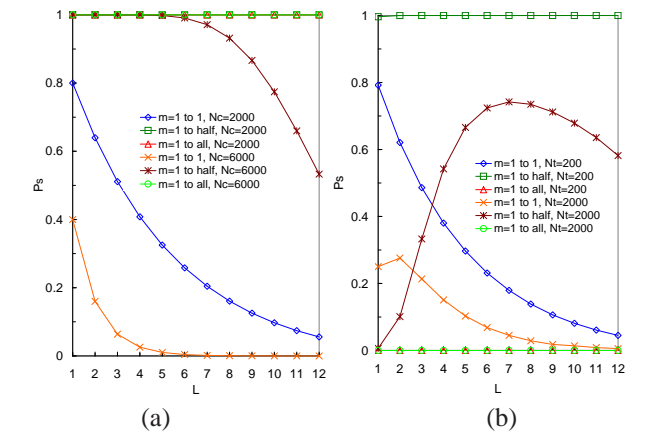 1
0.8
0.6
0.4
0.2
0
Ps
m=1 to 1, Nc=2000
m=1 to half, Nc=2000
m=1 to all, Nc=2000
m=1 to 1, Nc=6000
m=1 to half, Nc=6000
m=1 to all, Nc=6000
1 2 3 4 5 6 7 8 9 10 11 12
L
(a)
1
0.8
0.6
0.4
0.2
0
Ps
m=1 to 1, Nt=200
m=1 to half, Nt=200
m=1 to all, Nt=200
m=1 to 1, Nt=2000
m=1 to half, Nt=2000
m=1 to all, Nt=2000
1 2 3 4 5 6 7 8 9 10 11 12
L
(b)